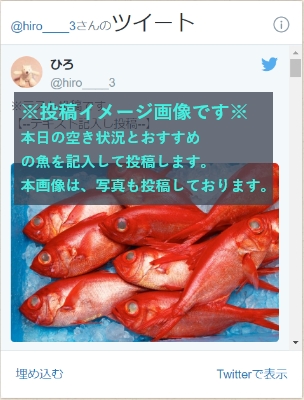 @hiro____3さんのツイート
ひろ
@hiro____3
※投稿イメージ画像です※
本日の空き状況とおすすめ
の魚を記入して投稿します。
本画像は、写真も投稿しております。
埋め込む
Twitterで表示